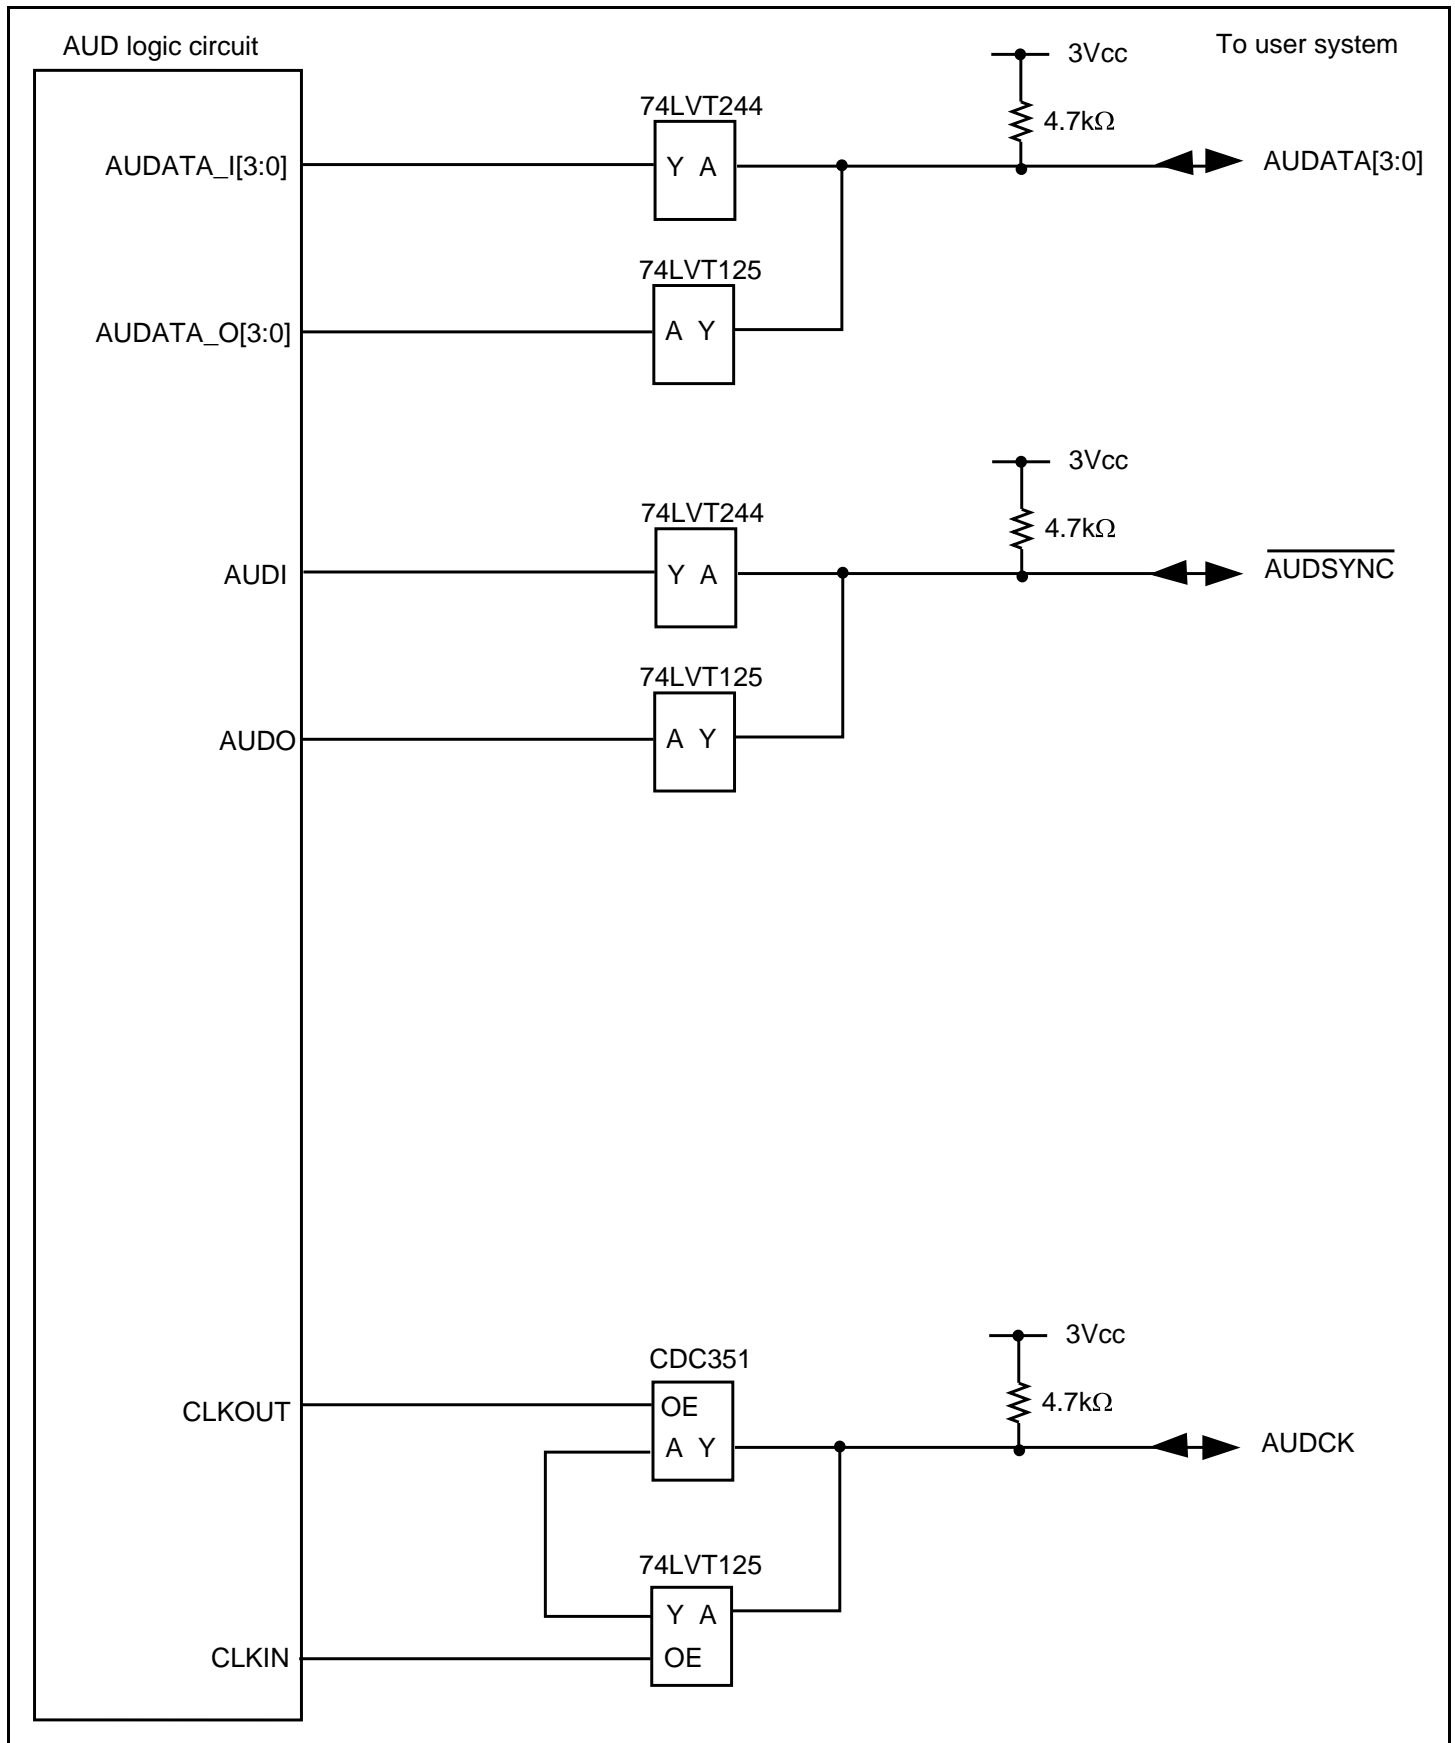 AUD logic circuit
To user system
3Vcc
74LVT244
4.7kΩ
AUDATA_I[3:0]
Y A
AUDATA[3:0]
74LVT125
AUDATA_O[3:0]
A Y
3Vcc
74LVT244
4.7kΩ
AUDI
Y A
AUDSYNC
74LVT125
AUDO
A Y
3Vcc
CDC351
4.7kΩ
CLKOUT
OE
A Y
AUDCK
74LVT125
Y A
CLKIN
OE